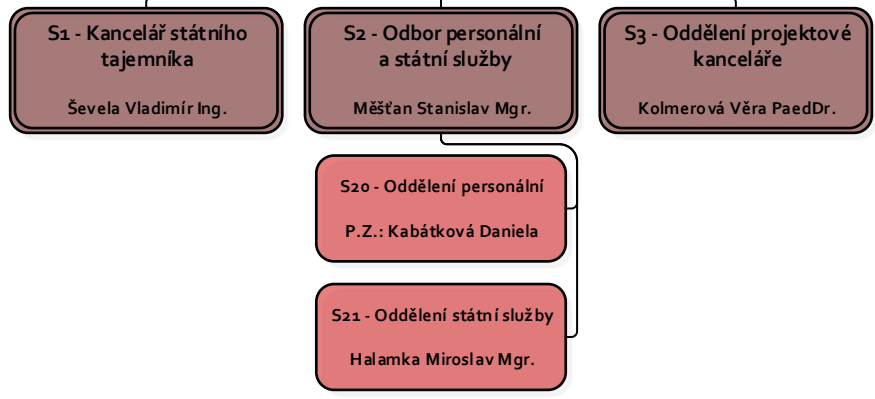 S1 - Kancelář státního
tajemníka
Ševela Vladimír Ing.
S2 - Odbor personální
a státní služby
Měšťan Stanislav Mgr.
S3 - Oddělení projektové
kanceláře
Kolmerová Věra PaedDr.
S20 - Oddělení personální
P.Z.: Kabátková Daniela
S21 - Oddělení státní služby
Halamka Miroslav Mgr.